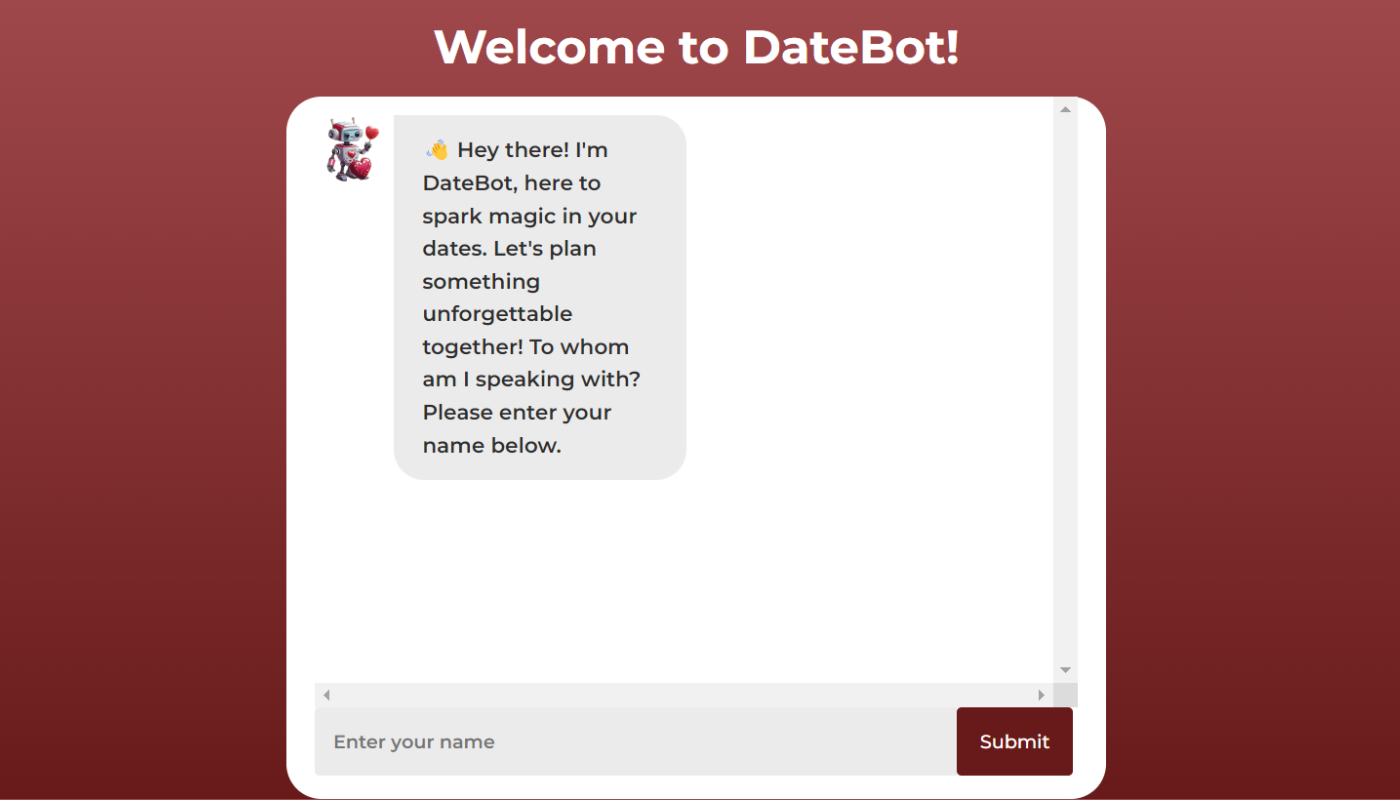 Welcome to DateBot!
👋 Hey there! I'm
DateBot, here to
spark magic in your
dates. Let's plan
something
unforgettable
together! To whom
am I speaking with?
Please enter your
name below.
Enter your name
Submit